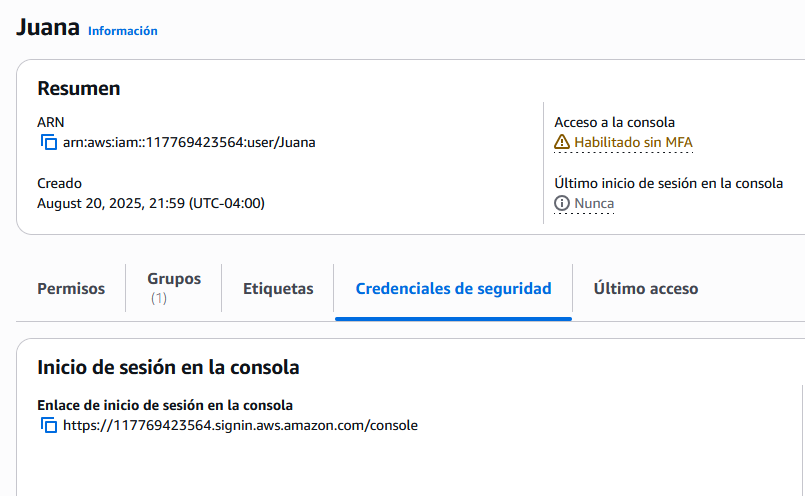 Juana Información
Resumen
ARN
arn:aws:iam::117769423564:user/Juana
Creado
August 20, 2025, 21:59 (UTC-04:00)
Acceso a la consola
Habilitado sin MFA
Último inicio de sesión en la consola
Nunca
Permisos
Grupos
(1)
Etiquetas
Credenciales de seguridad
Último acceso
Inicio de sesión en la consola
Enlace de inicio de sesión en la consola
https://117769423564.signin.aws.amazon.com/console